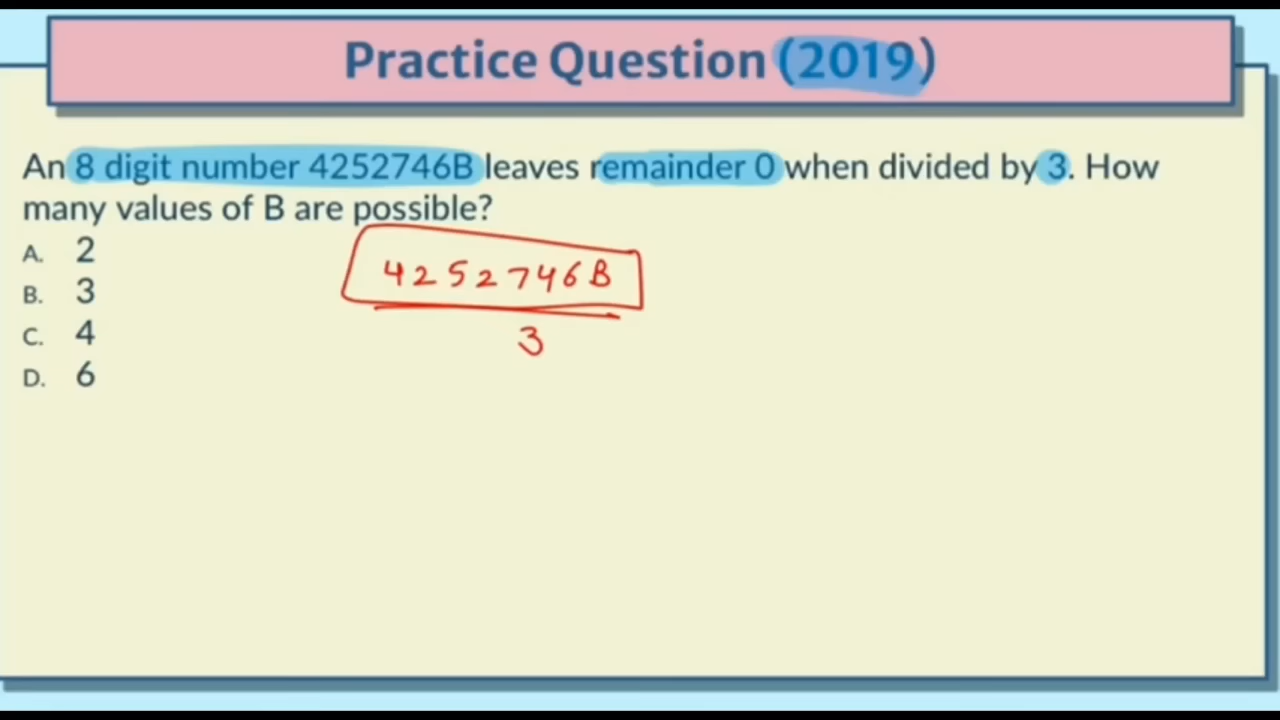 Practice Question (2019)
An 8 digit number 4252746B leaves remainder 0 when divided by 3. How
many values of B are possible?
A. 2
B. 3
C. 4
D. 6
4252746B
3